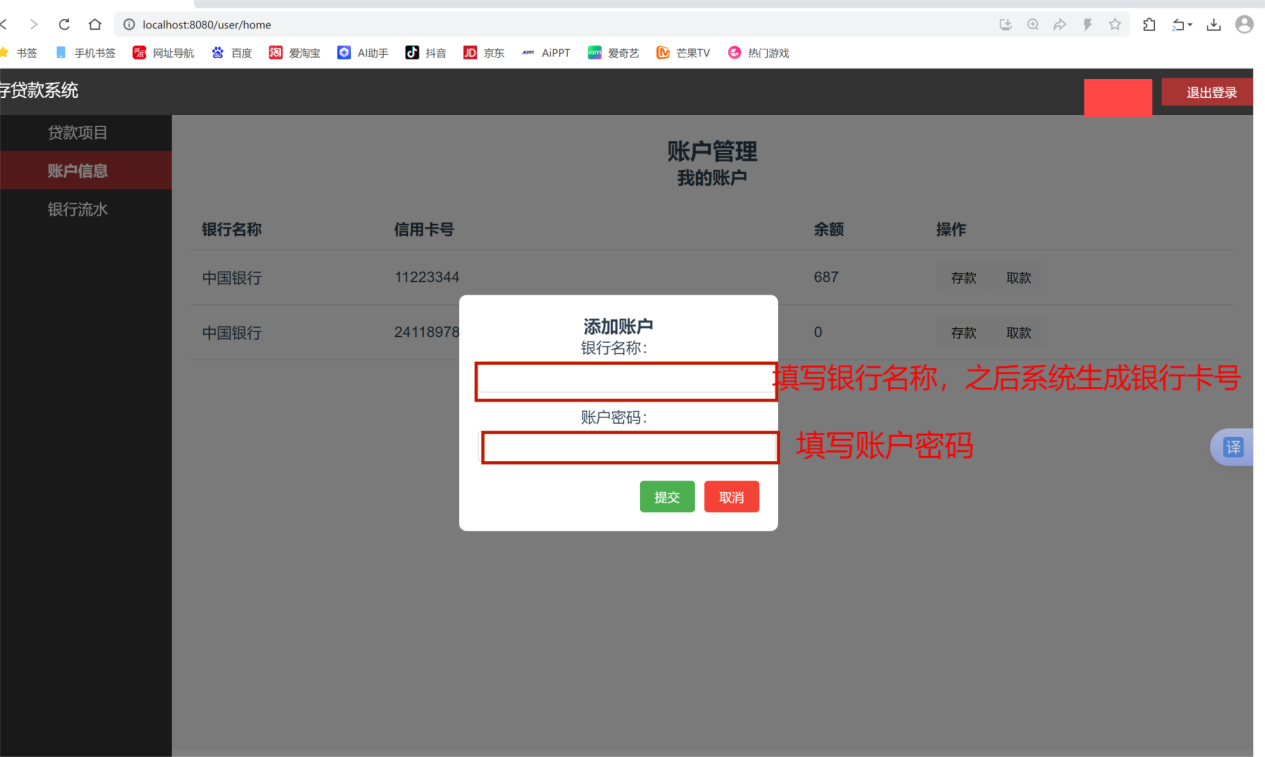 localhost:8080/user/home
书签 手机书签 网址导航 百度 爱淘宝 AI助手 抖音 京东 AiPPT 爱奇艺 芒果TV 热门游戏
存贷款系统 退出登录
贷款项目
账户信息
银行流水
账户管理
我的账户
银行名称 信用卡号 余额 操作
中国银行 11223344 687 存款 取款
中国银行 24118978 0 存款 取款
添加账户
银行名称:
填写银行名称，之后系统生成银行卡号
账户密码:
填写账户密码
提交 取消
译